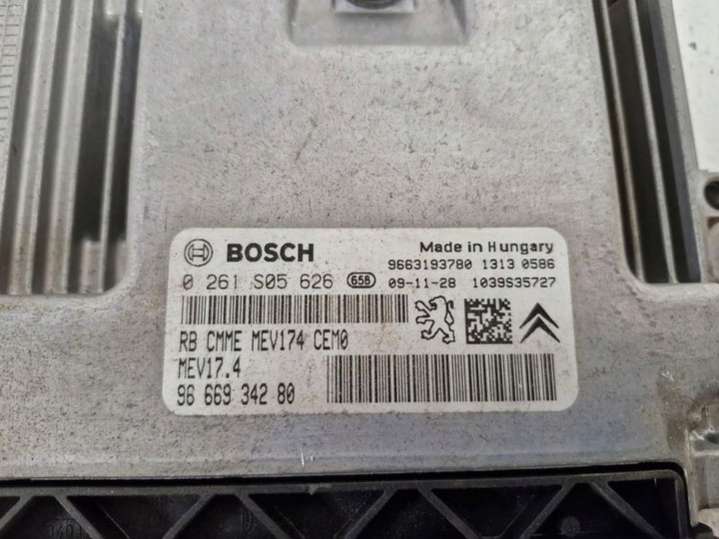 BOSCH
Made in Hungary
9663193780 1313 0586
0 261 S05 626 658
09-11-28 1039S35727
RB CMME MEV174 CEM0
MEV17.4
96 669 342 80